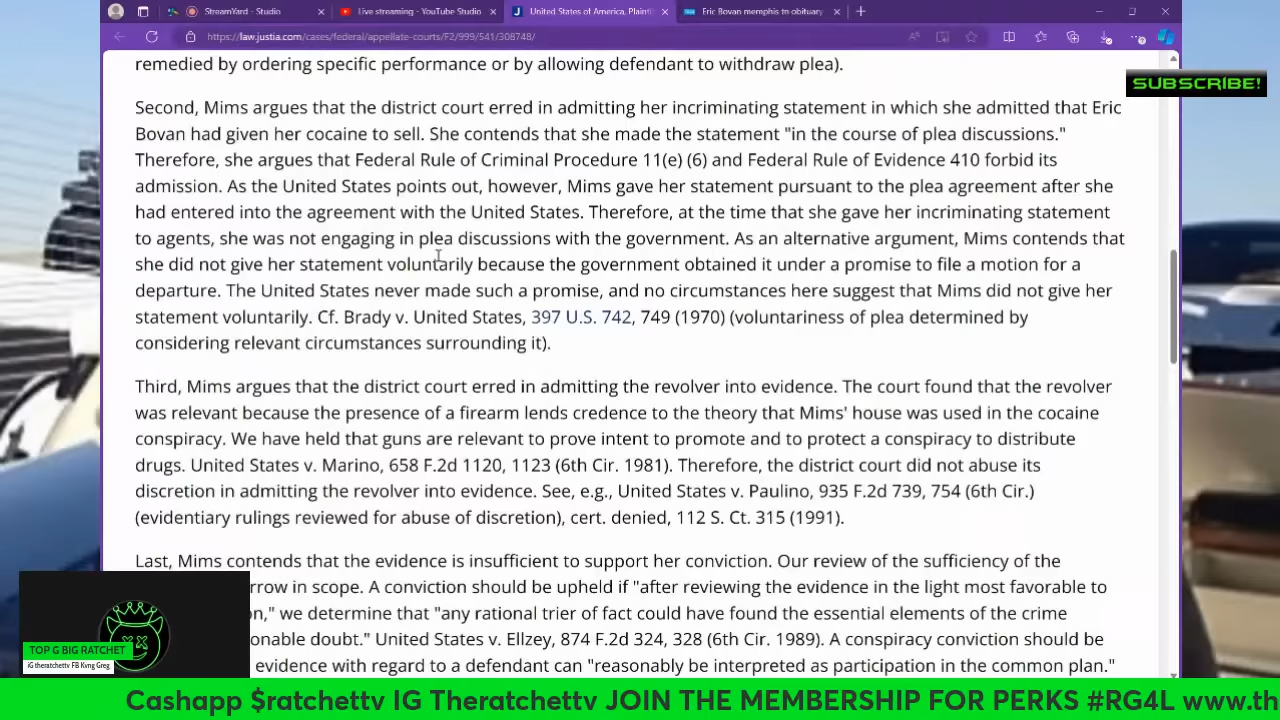 StreamYard - Studio
Live streaming - YouTube Studio
United States of America, Plaint
Eric Bovan memphis tn obituary
https://law.justia.com/cases/federal/appellate-courts/F2/999/541/308748/
remedied by ordering specific performance or by allowing defendant to withdraw plea).
SUBSCRIBE!
Second, Mims argues that the district court erred in admitting her incriminating statement in which she admitted that Eric
Bovan had given her cocaine to sell. She contends that she made the statement "in the course of plea discussions."
Therefore, she argues that Federal Rule of Criminal Procedure 11(e) (6) and Federal Rule of Evidence 410 forbid its
admission. As the United States points out, however, Mims gave her statement pursuant to the plea agreement after she
had entered into the agreement with the United States. Therefore, at the time that she gave her incriminating statement
to agents, she was not engaging in plea discussions with the government. As an alternative argument, Mims contends that
she did not give her statement voluntarily because the government obtained it under a promise to file a motion for a
departure. The United States never made such a promise, and no circumstances here suggest that Mims did not give her
statement voluntarily. Cf. Brady v. United States, 397 U.S. 742, 749 (1970) (voluntariness of plea determined by
considering relevant circumstances surrounding it).
Third, Mims argues that the district court erred in admitting the revolver into evidence. The court found that the revolver
was relevant because the presence of a firearm lends credence to the theory that Mims' house was used in the cocaine
conspiracy. We have held that guns are relevant to prove intent to promote and to protect a conspiracy to distribute
drugs. United States v. Marino, 658 F.2d 1120, 1123 (6th Cir. 1981). Therefore, the district court did not abuse its
discretion in admitting the revolver into evidence. See, e.g., United States v. Paulino, 935 F.2d 739, 754 (6th Cir.)
(evidentiary rulings reviewed for abuse of discretion), cert. denied, 112 S. Ct. 315 (1991).
Last, Mims contends that the evidence is insufficient to support her conviction. Our review of the sufficiency of the
rrow in scope. A conviction should be upheld if "after reviewing the evidence in the light most favorable to
on," we determine that "any rational trier of fact could have found the essential elements of the crime
onable doubt." United States v. Ellzey, 874 F.2d 324, 328 (6th Cir. 1989). A conspiracy conviction should be
evidence with regard to a defendant can "reasonably be interpreted as participation in the common plan."
TOP G BIG RATCHET
iG theratchettv FB Kvng Greg
Cashapp $ratchettv IG Theratchettv JOIN THE MEMBERSHIP FOR PERKS #RG4L www.th